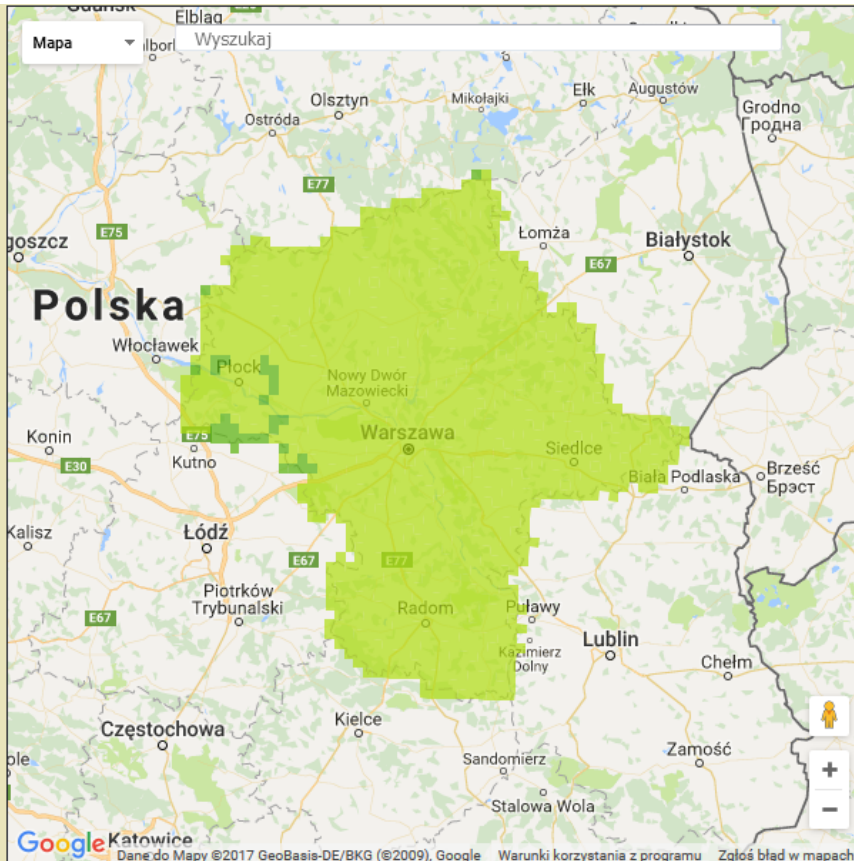 Elbląg
Mapa
Wyszukaj
Ełk
Augustów
Mikołajki
Olsztyn
Ostróda
Grodno
Гродна
E77
E75
goszcz
Łomża
Białystok
E67
Polska
Włocławek
Płock
Nowy Dwór
Mazowiecki
Warszawa
Konin
E75
Kutno
E30
Siedlce
Biała Podlaska
Brześć
Брэст
Kalisz
Łódź
E67
E77
Piotrków
Trybunalski
E67
Radom
Puławy
Kazimierz
Dolny
Lublin
Chełm
Kielce
Częstochowa
Zamość
Sandomierz
Stalowa Wola
ole
Google
Katowice
Dane do Mapy ©2017 GeoBasis-DE/BKG (©2009), Google Warunki korzystania z programu Zgłoś błąd w mapach